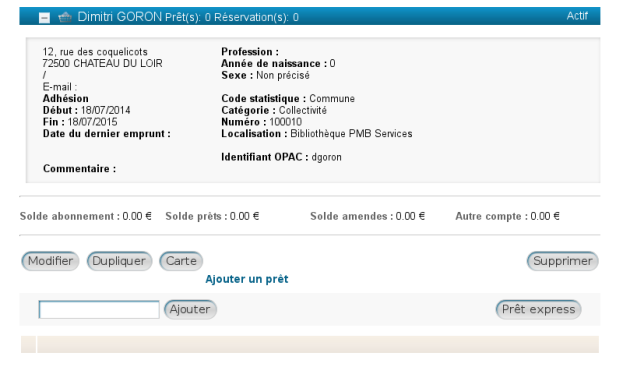 Dimitri GORON Prêt(s): 0 Réservation(s): 0 Actif
12, rue des coquelicots
72500 CHATEAU DU LOIR
/
E-mail :
Adhésion
Début : 18/07/2014
Fin : 18/07/2015
Date du dernier emprunt :
Commentaire :
Profession :
Année de naissance : 0
Sexe : Non précisé
Code statistique : Commune
Catégorie : Collectivité
Numéro : 100010
Localisation : Bibliothèque PMB Services
Identifiant OPAC : dgoron
Solde abonnement : 0.00 € Solde prêts : 0.00 € Solde amendes : 0.00 € Autre compte : 0.00 €
Modifier Dupliquer Carte Supprimer
Ajouter un prêt
Ajouter Prêt express